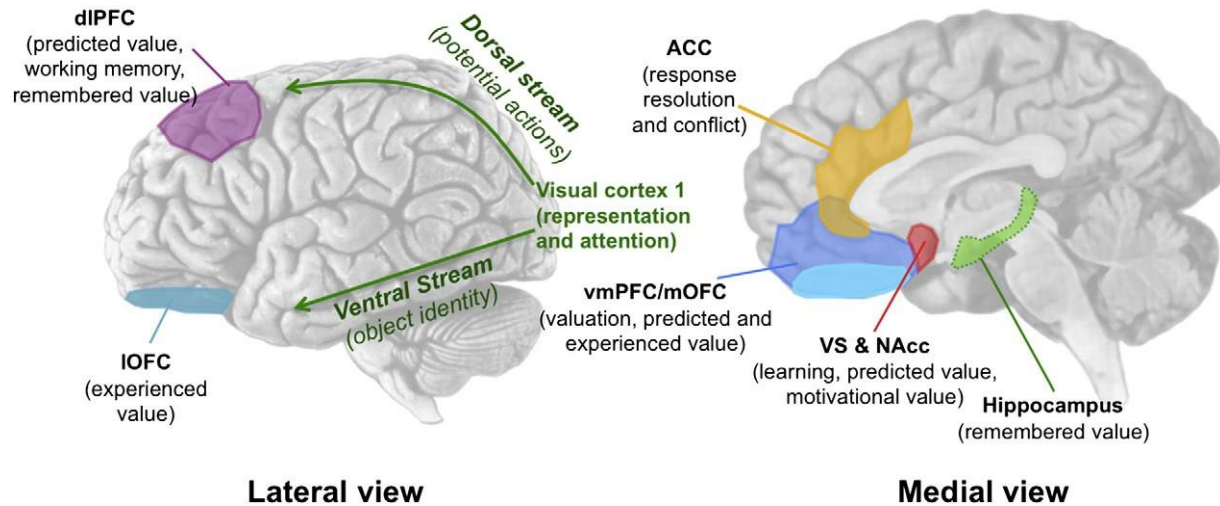 dlPFC
(predicted value,
working memory,
remembered value)
Dorsal stream
(potential actions)
Visual cortex 1
(representation
and attention)
Ventral Stream
(object identity)
lOFC
(experienced
value)
Lateral view
ACC
(response
resolution
and conflict)
vmPFC/mOFC
(valuation, predicted and
experienced value)
VS & NAcc
(learning, predicted value,
motivational value)
Hippocampus
(remembered value)
Medial view